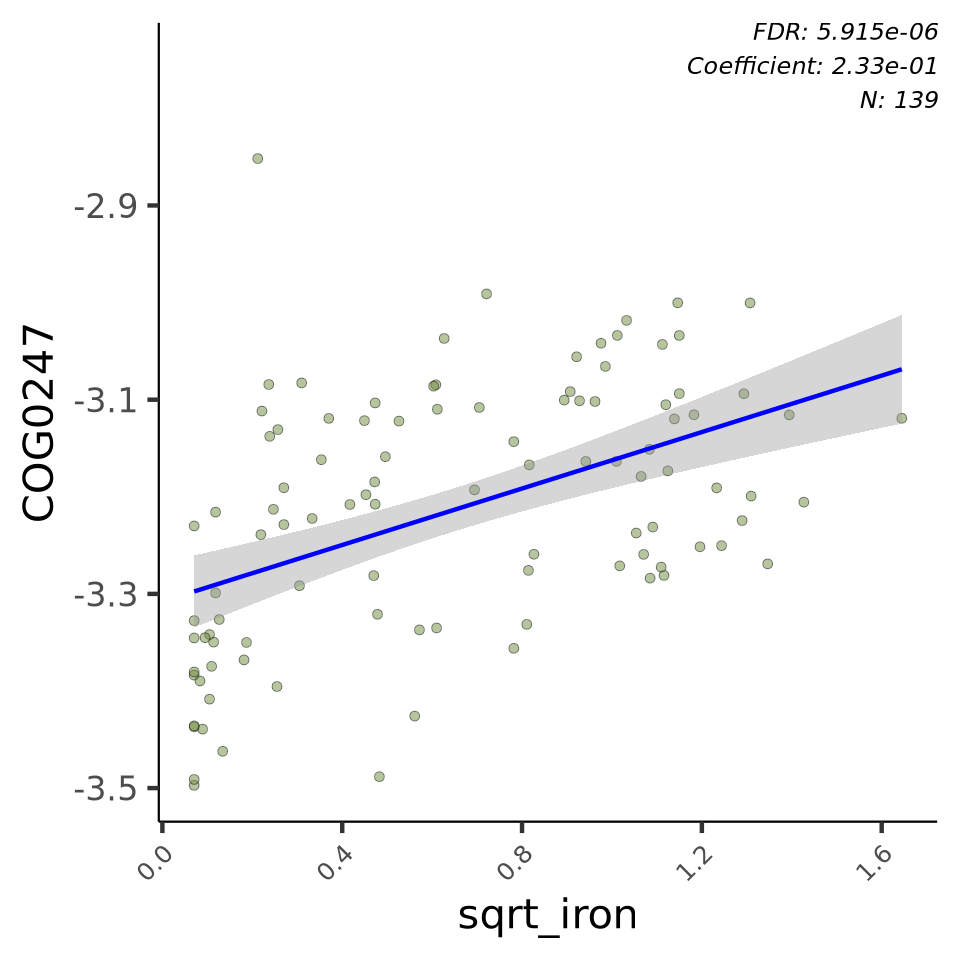 FDR: 5.915e-06
Coefficient: 2.33e-01
N: 139
-2.9
-3.1
-3.3
-3.5
COG0247
0.0
0.4
0.8
1.2
1.6
sqrt_iron